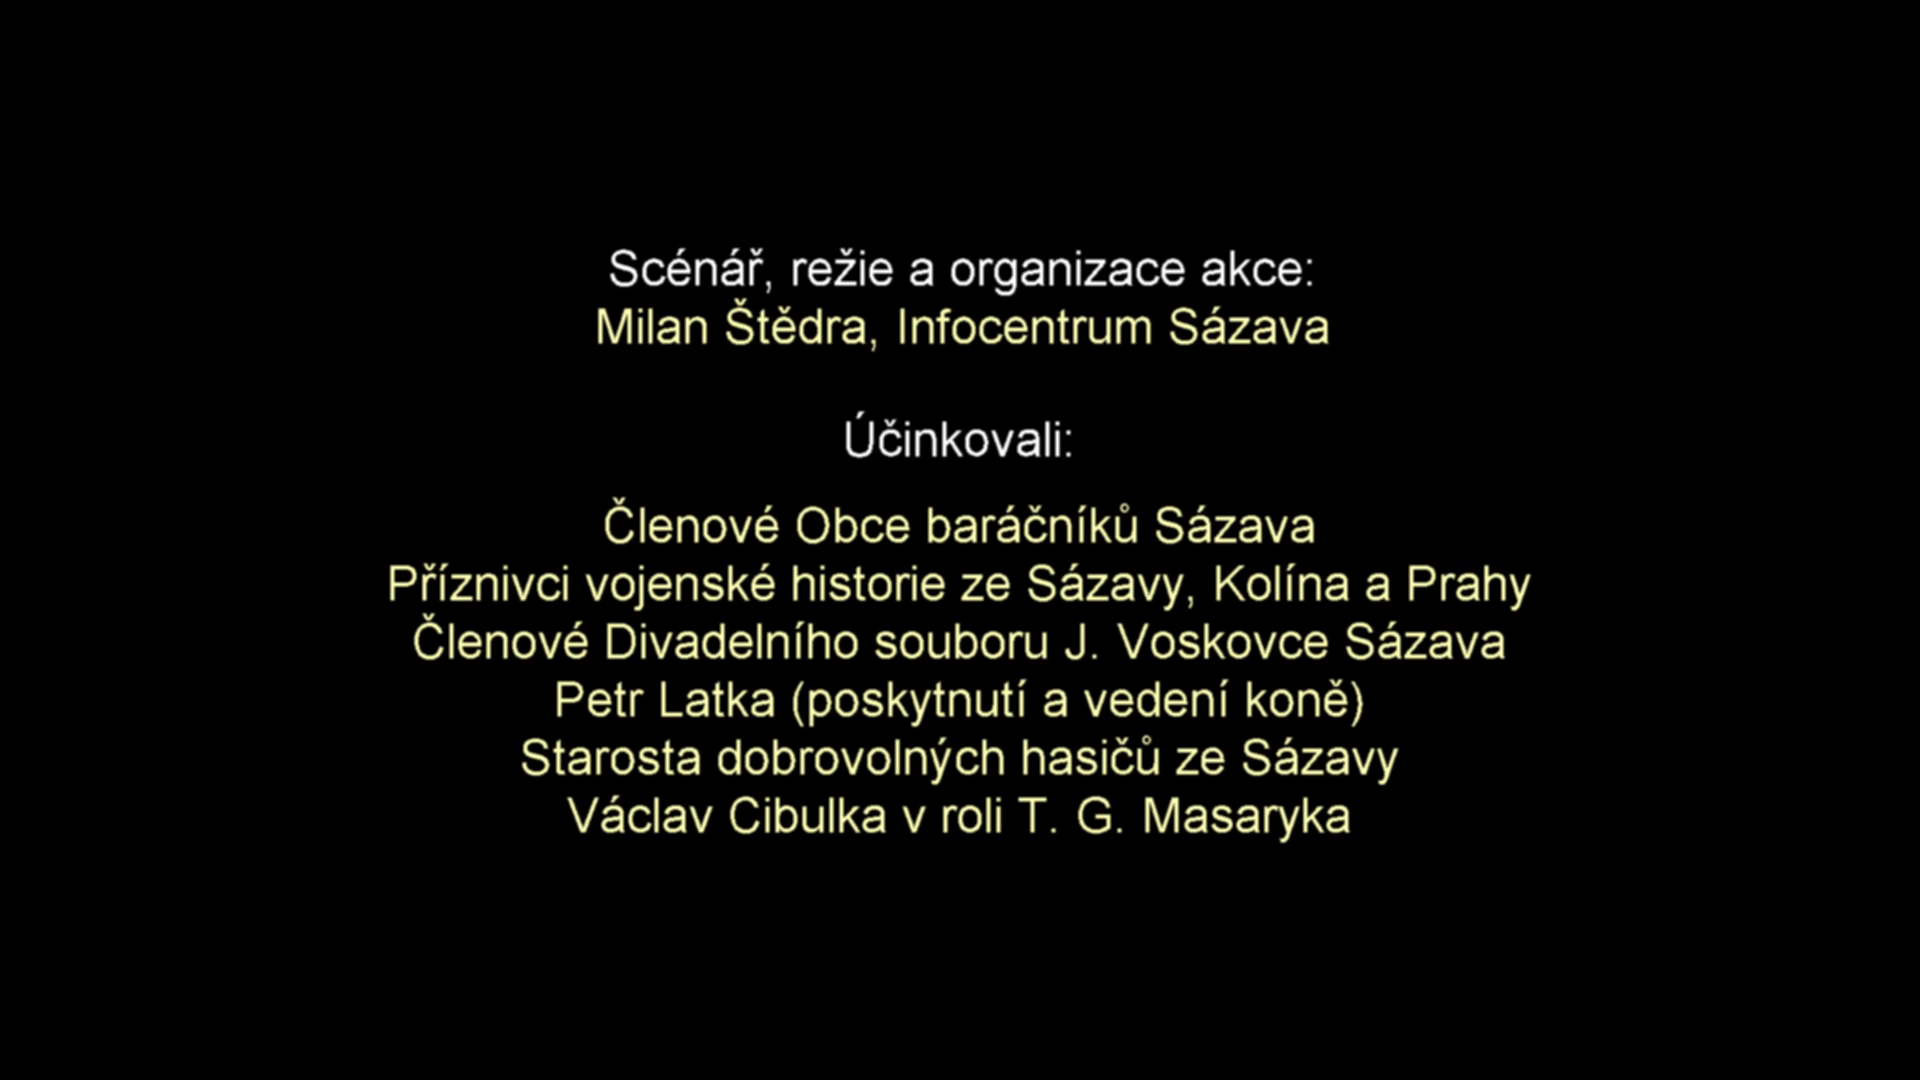 Scénář, režie a organizace akce:
Milan Štědra, Infocentrum Sázava
Účinkovali:
Členové Obce baráčníků Sázava
Příznivci vojenské historie ze Sázavy, Kolína a Prahy
Členové Divadelního souboru J. Voskovce Sázava
Petr Latka (poskytnutí a vedení koně)
Starosta dobrovolných hasičů ze Sázavy
Václav Cibulka v roli T. G. Masaryka